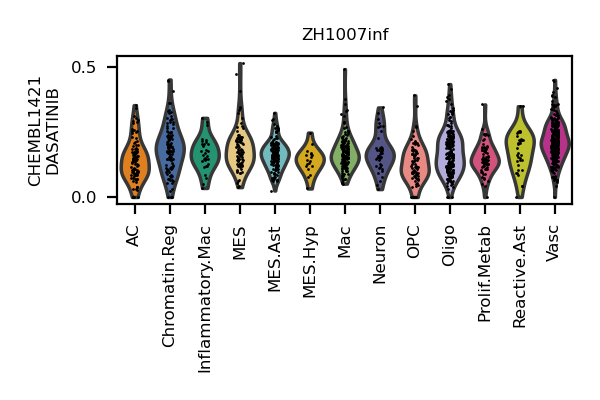 ZH1007inf
CHEMBL1421
DASATINIB
0.5
0.0
AC
Chromatin.Reg
Inflammatory.Mac
MES
MES.Ast
MES.Hyp
Mac
Neuron
OPC
Oligo
Prolif.Metab
Reactive.Ast
Vasc